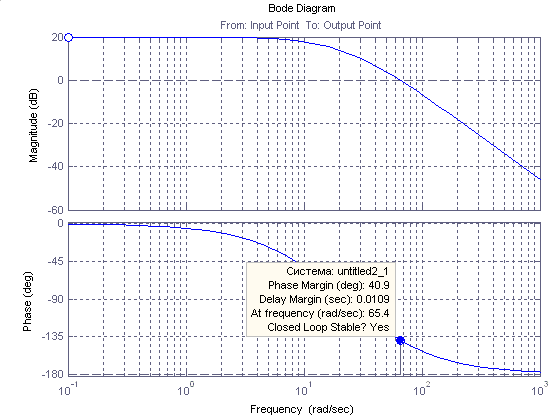 Bode Diagram
From: Input Point To: Output Point
Magnitude (dB)
20
0
-20
-40
-60
Phase (deg)
0
-45
-90
-135
-180
Система: untitled2_1
Phase Margin (deg): 40.9
Delay Margin (sec): 0.0109
At frequency (rad/sec): 65.4
Closed Loop Stable? Yes
10^-1 10^0 10^1 10^2 10^3
Frequency (rad/sec)